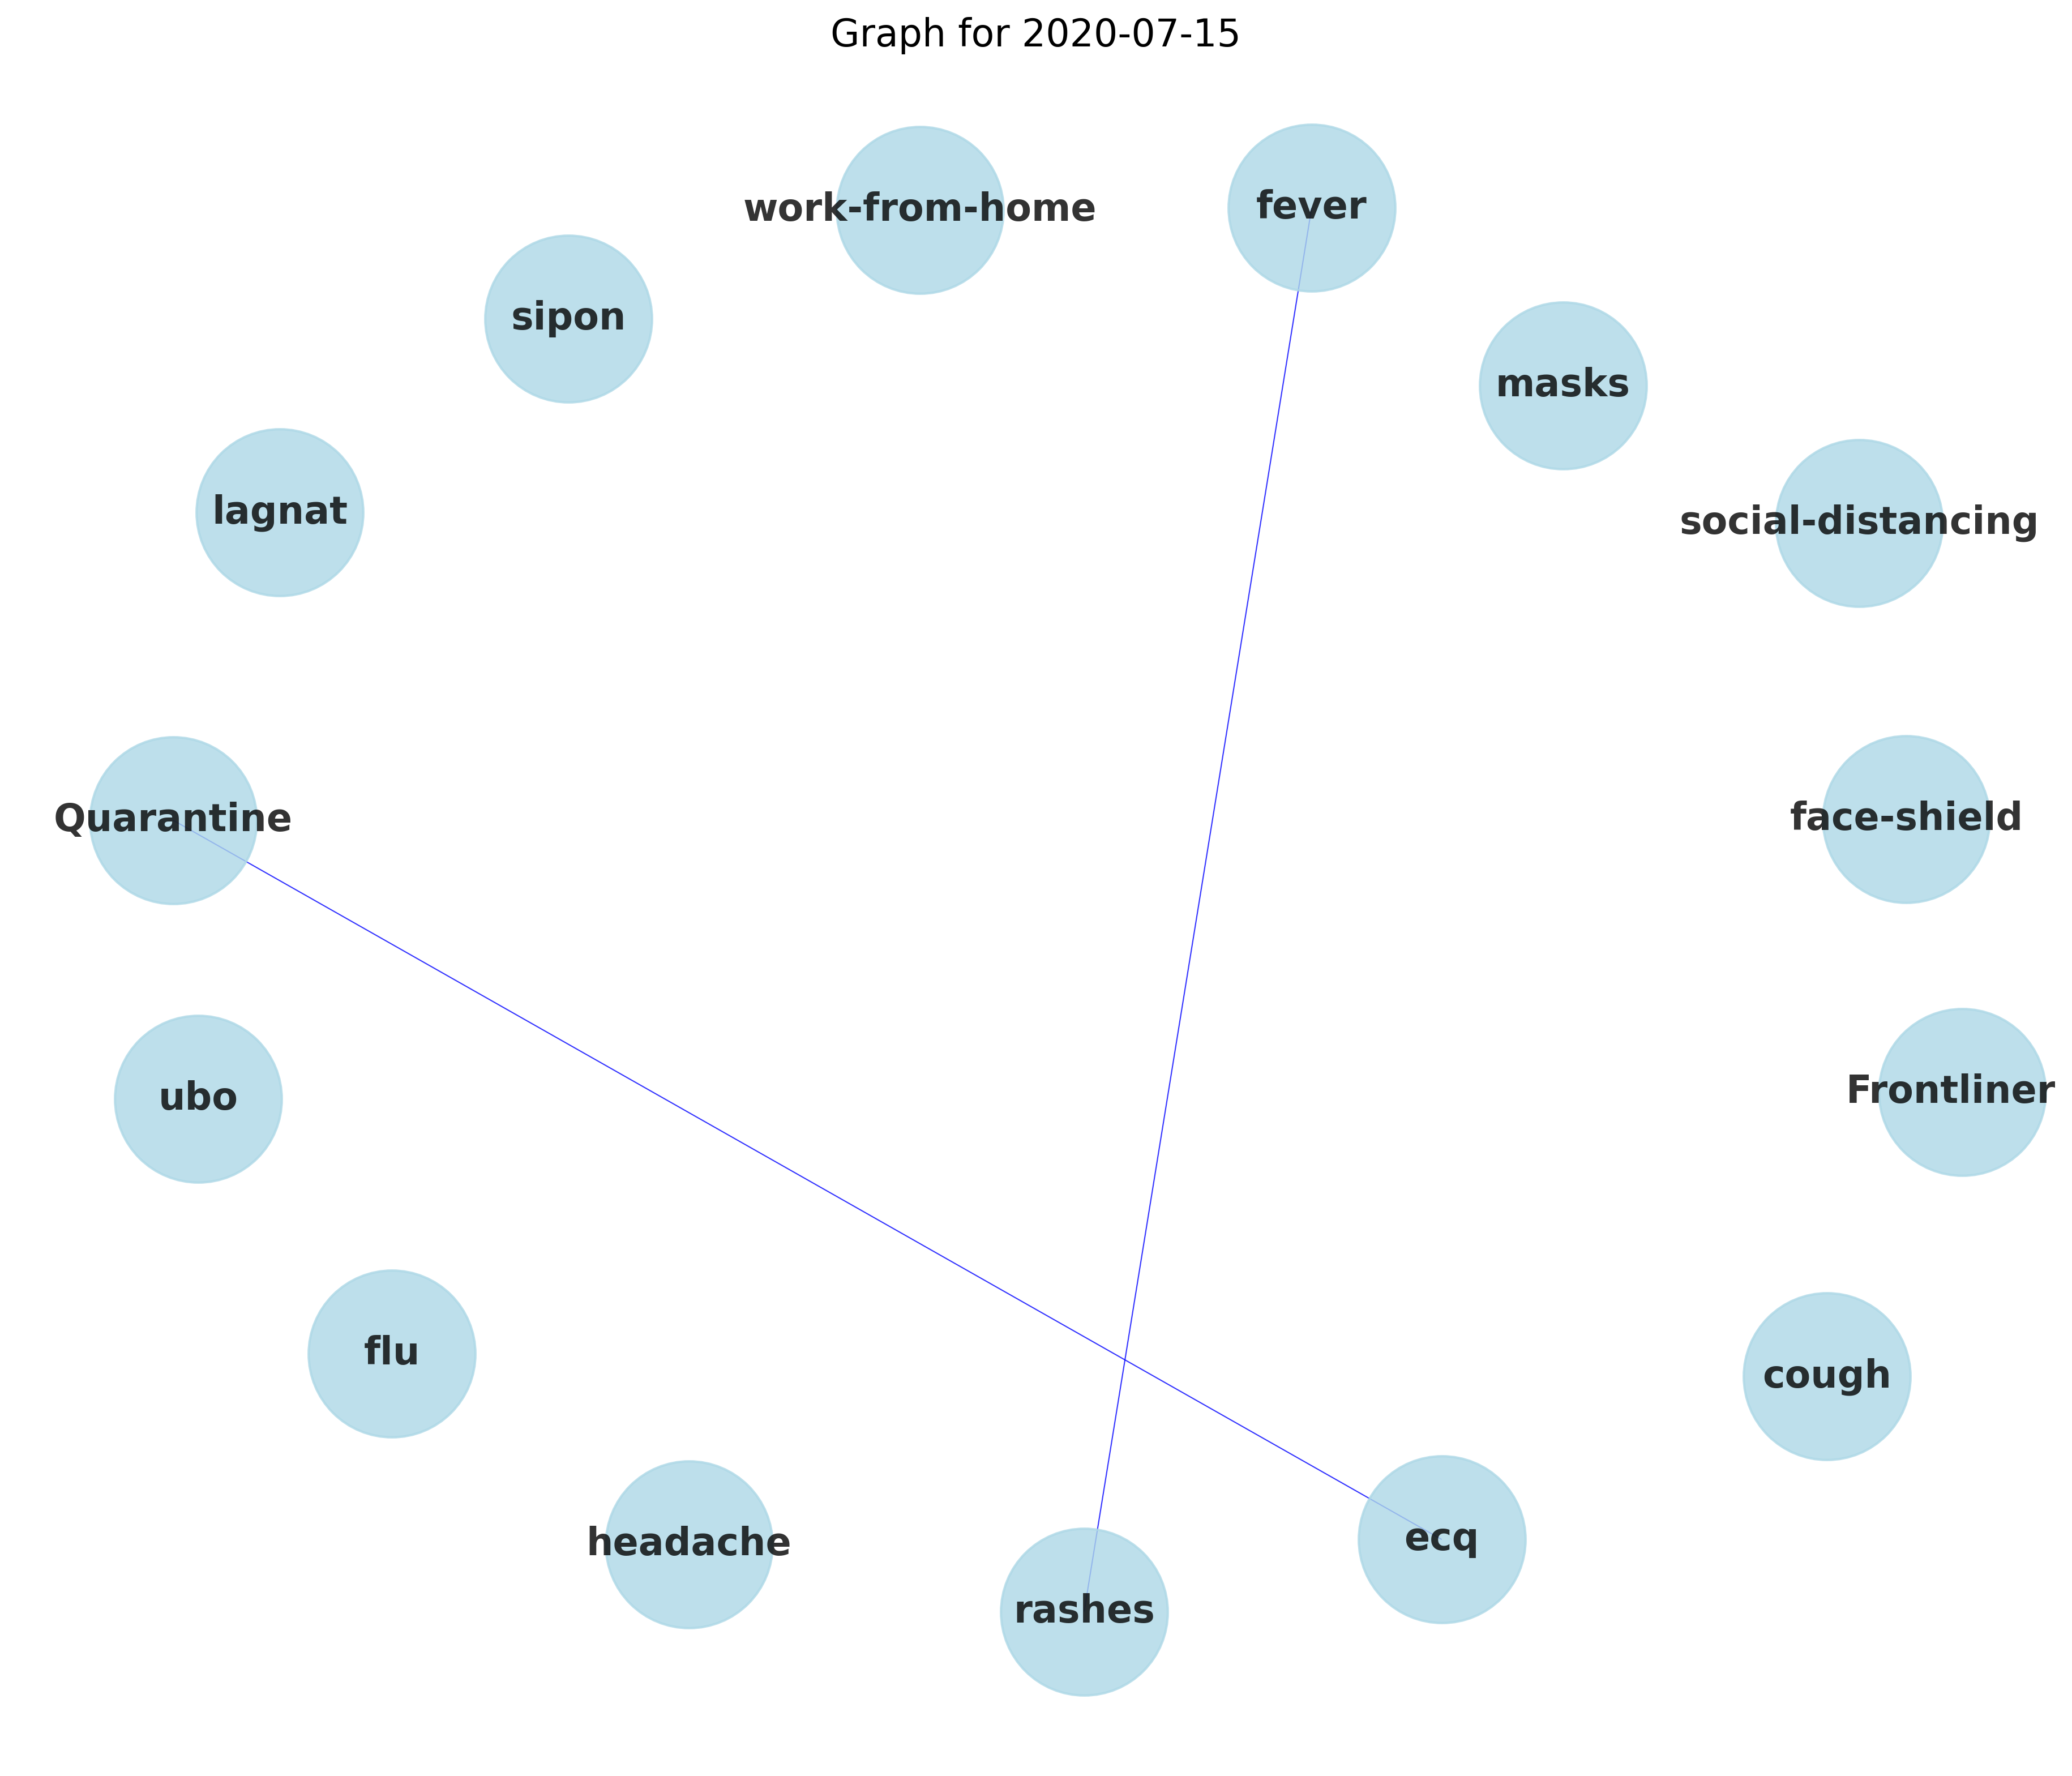 Graph for 2020-07-15
work-from-home
fever
sipon
masks
lagnat
social-distancing
Quarantine
face-shield
ubo
Frontliner
flu
cough
headache
ecq
rashes